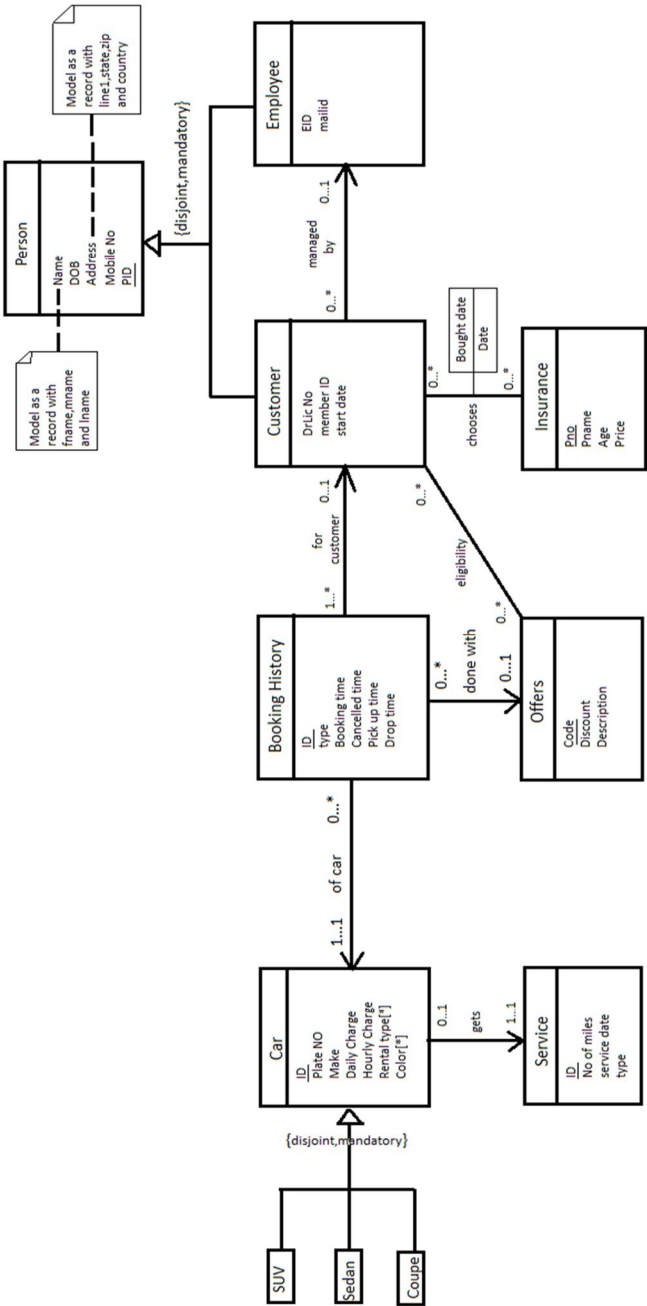 Person
Name
DOB
Address
Mobile No
PID
Model as a
record with
fname,mname
and lname
Model as a
record with
line1,state,zip
and country
{disjoint,mandatory}
Employee
EID
mailid
0...1
managed
by
0...*
Customer
DrLic No
member ID
start date
0...1
for
customer
1...*
Booking History
ID
type
Booking time
Cancelled time
Pick up time
Drop time
0...*
of car
1...1
Car
ID
Plate NO
Make
Daily Charge
Hourly Charge
Rental type[*]
Color[*]
{disjoint,mandatory}
SUV
Sedan
Coupe
0...1
gets
1...1
Service
ID
No of miles
service date
type
0...*
done with
0...1
Offers
Code
Discount
Description
0...*
eligibility
0...*
0...*
chooses
Bought date
Date
0...*
Insurance
Pno
Pname
Age
Price